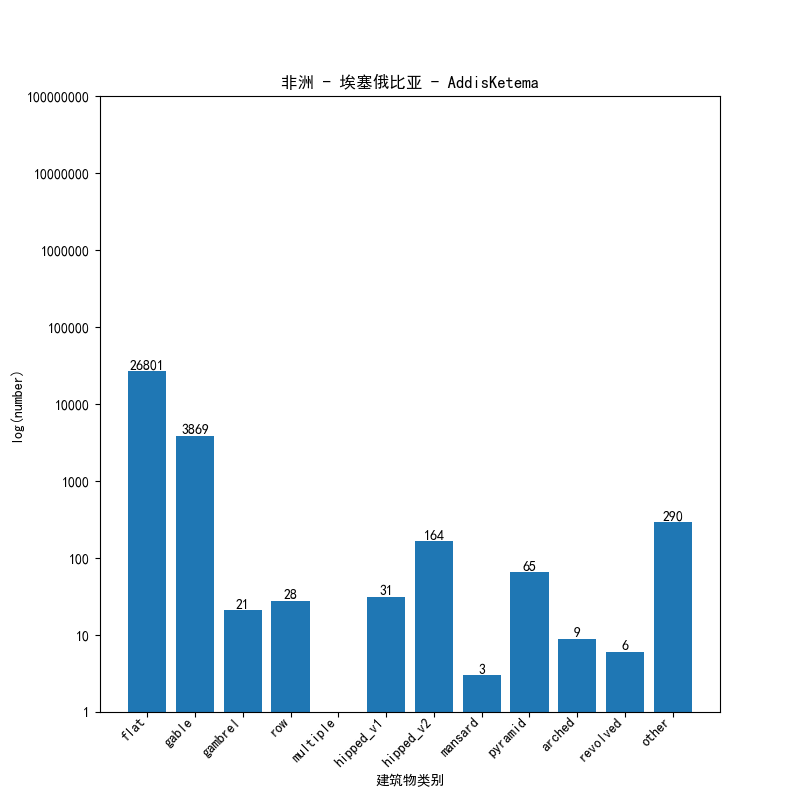 非洲 - 埃塞俄比亚 - AddisKetema
100000000
10000000
1000000
100000
10000
1000
100
10
1
log(number)
26801
3869
21
28
31
164
3
65
9
6
290
flat
gable
gambrel
row
multiple
hipped_v1
hipped_v2
mansard
pyramid
arched
revolved
other
建筑物类别